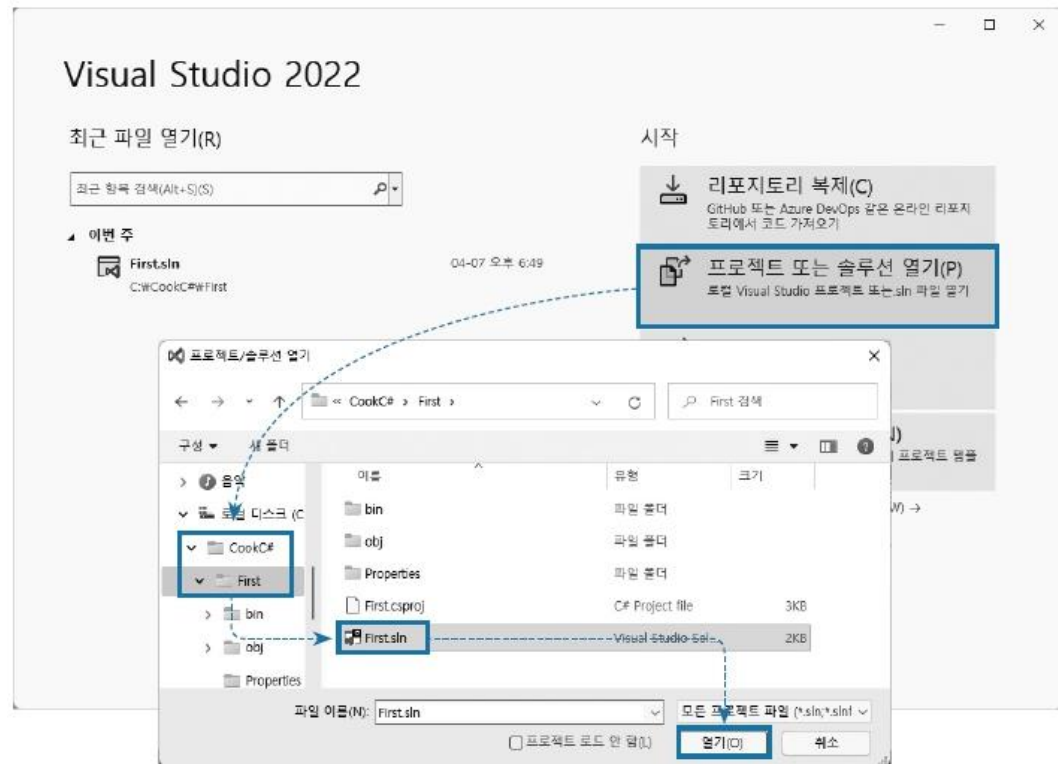 Visual Studio 2022
최근 파일 열기(R)
최근 항목 검색(Alt+S)(S)
이번 주
First.sln
04-07 오후 6:49
C:\CookC#\First
시작
리포지토리 복제(C)
GitHub 또는 Azure DevOps 같은 온라인 리포지
토리에서 코드 가져오기
프로젝트 또는 솔루션 열기(P)
로컬 Visual Studio 프로젝트 또는 .sln 파일 열기
프로젝트 템플
W) →
프로젝트/솔루션 열기
« CookC# › First ›
First 검색
구성
새 폴더
음악
로컬 디스크 (C
CookC#
First
bin
obj
Properties
이름
유형
크기
bin
파일 폴더
obj
파일 폴더
Properties
파일 폴더
First.csproj
C# Project file
3KB
First.sln
Visual Studio Sol...
2KB
파일 이름(N):
First.sln
모든 프로젝트 파일 (*.sln;*.slnf
프로젝트 로드 안 함(L)
열기(O)
취소